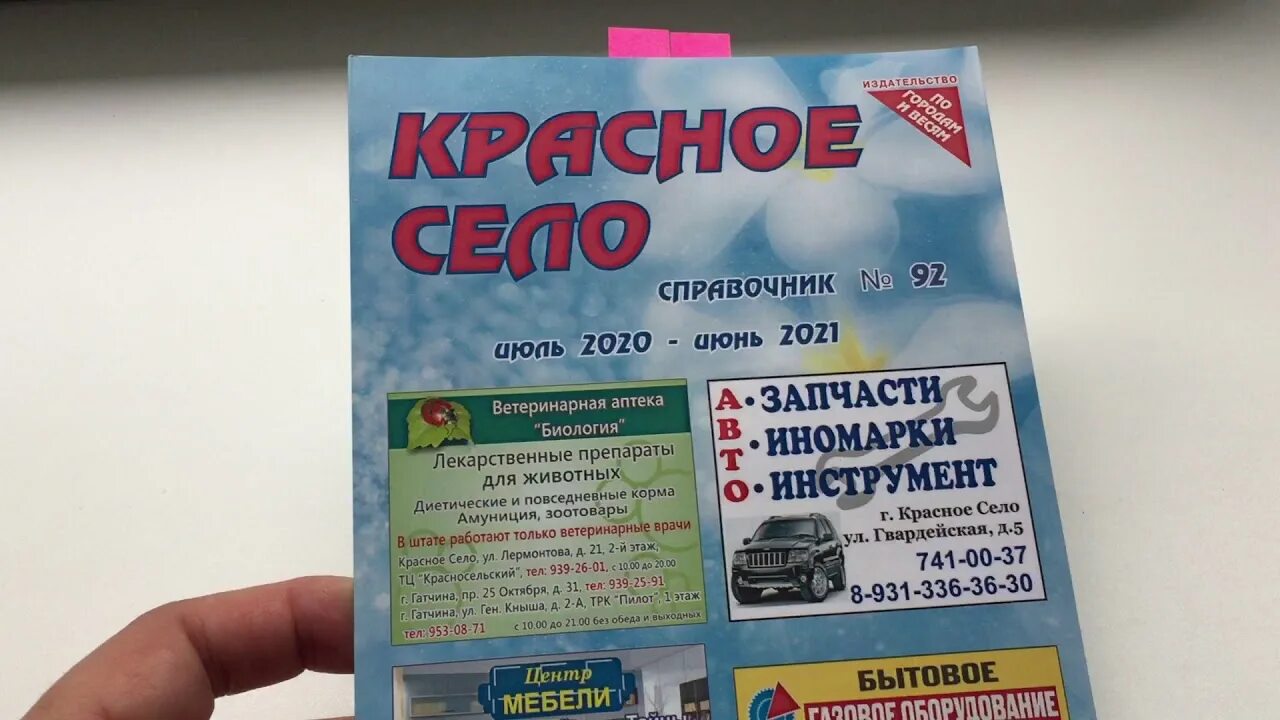 ИЗДАТЕЛЬСТВО
ПО
ГОРОДАМ
И ВЕСЯМ
КРАСНОЕ
СЕЛО
СПРАВОЧНИК № 92
июль 2020 - июнь 2021
Ветеринарная аптека
"Биология"
Лекарственные препараты
для животных
Диетические и повседневные корма
Амуниция, зоотовары
В штате работают только ветеринарные врачи
Красное Село, ул. Лермонтова, д. 21, 2-й этаж,
ТЦ "Красносельский", тел: 939-26-01, с 10.00 до 20.00
г. Гатчина, пр. 25 Октября, д. 31, тел: 939-25-91
г. Гатчина, ул. Ген. Кныша, д. 2-А, ТРК "Пилот", 1 этаж
тел: 953-08-71 с 10.00 до 21.00 без обеда и выходных
АВТО
• ЗАПЧАСТИ
• ИНОМАРКИ
• ИНСТРУМЕНТ
г. Красное Село
ул. Гвардейская, д.5
741-00-37
8-931-336-36-30
Центр
МЕБЕЛИ
БЫТОВОЕ
ГАЗОВОЕ ОБОРУДОВАНИЕ